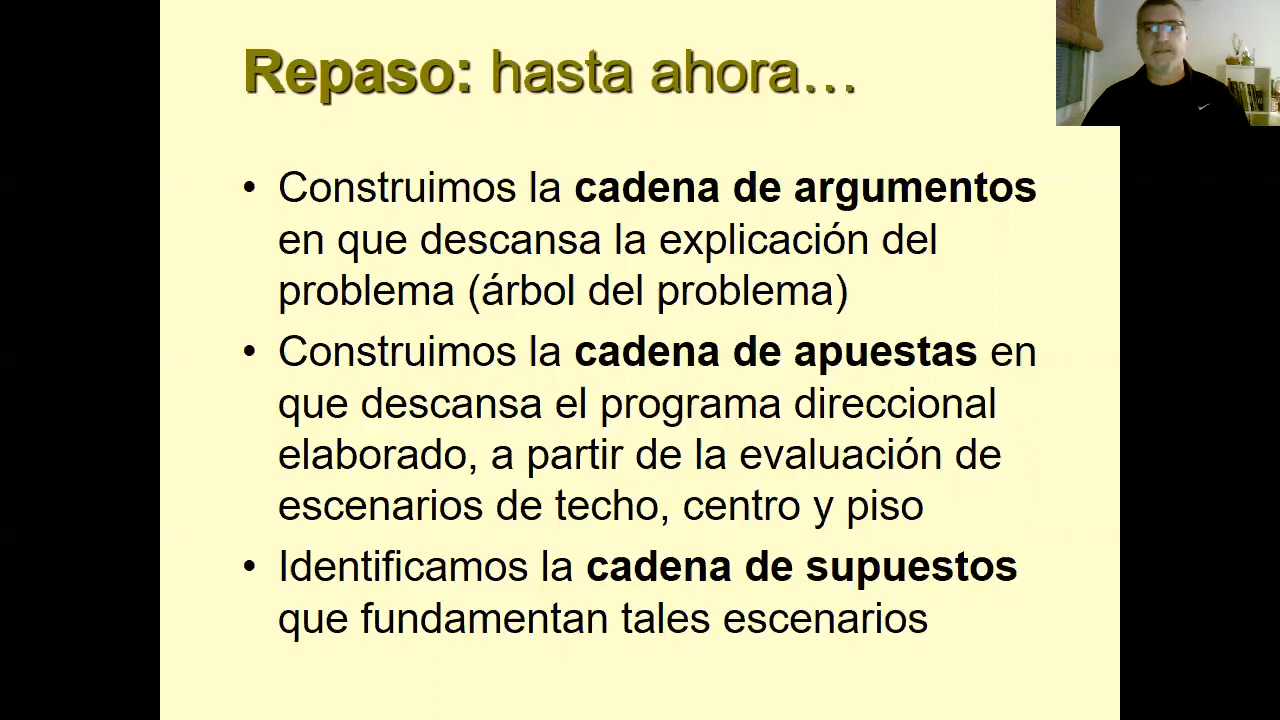 Repaso: hasta ahora…
• Construimos la cadena de argumentos
en que descansa la explicación del
problema (árbol del problema)
• Construimos la cadena de apuestas en
que descansa el programa direccional
elaborado, a partir de la evaluación de
escenarios de techo, centro y piso
• Identificamos la cadena de supuestos
que fundamentan tales escenarios